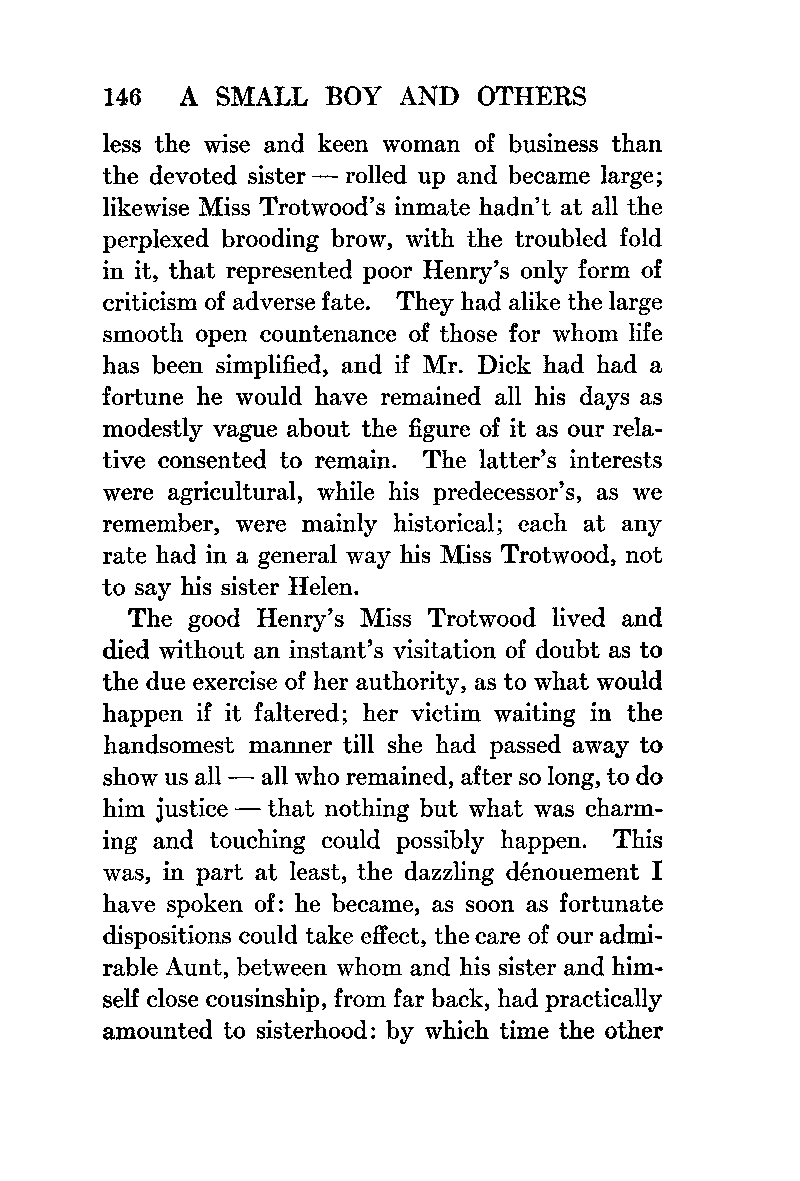 146 A SMALL BOY AND OTHERS
less the wise and keen woman of business than
the devoted sister — rolled up and became large;
likewise Miss Trotwood's inmate hadn't at all the
perplexed brooding brow, with the troubled fold
in it, that represented poor Henry's only form of
criticism of adverse fate. They had alike the large
smooth open countenance of those for whom life
has been simplified, and if Mr. Dick had had a
fortune he would have remained all his days as
modestly vague about the figure of it as our rela-
tive consented to remain. The latter's interests
were agricultural, while his predecessor's, as we
remember, were mainly historical; each at any
rate had in a general way his Miss Trotwood, not
to say his sister Helen.
The good Henry's Miss Trotwood lived and
died without an instant's visitation of doubt as to
the due exercise of her authority, as to what would
happen if it faltered; her victim waiting in the
handsomest manner till she had passed away to
show us all — all who remained, after so long, to do
him justice — that nothing but what was charm-
ing and touching could possibly happen. This
was, in part at least, the dazzling dénouement I
have spoken of: he became, as soon as fortunate
dispositions could take effect, the care of our admi-
rable Aunt, between whom and his sister and him-
self close cousinship, from far back, had practically
amounted to sisterhood: by which time the other